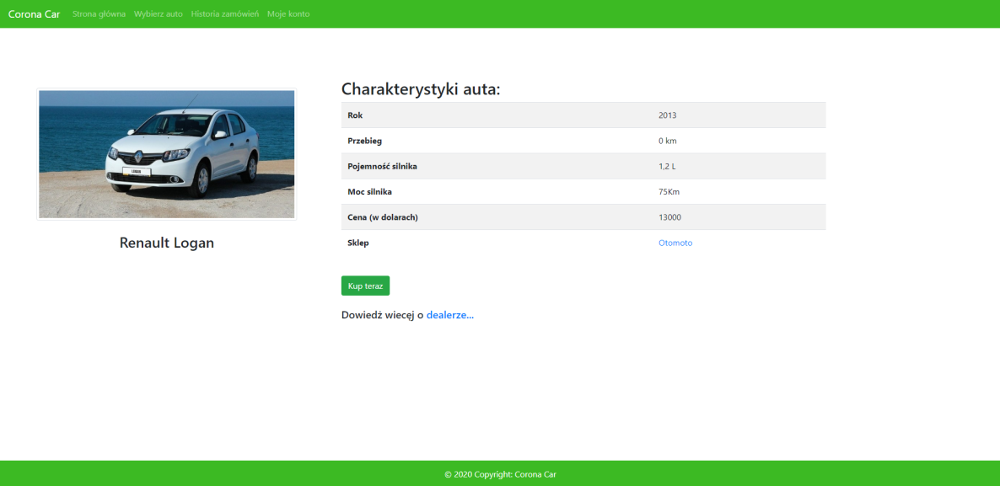 Corona Car Strona główna Wybierz auto Historia zamówień Moje konto
LOGAN
Renault Logan
Charakterystyki auta:
Rok 2013
Przebieg 0 km
Pojemność silnika 1,2 L
Moc silnika 75Km
Cena (w dolarach) 13000
Sklep Otomoto
Kup teraz
Dowiedź wiecęj o dealerze...
© 2020 Copyright: Corona Car